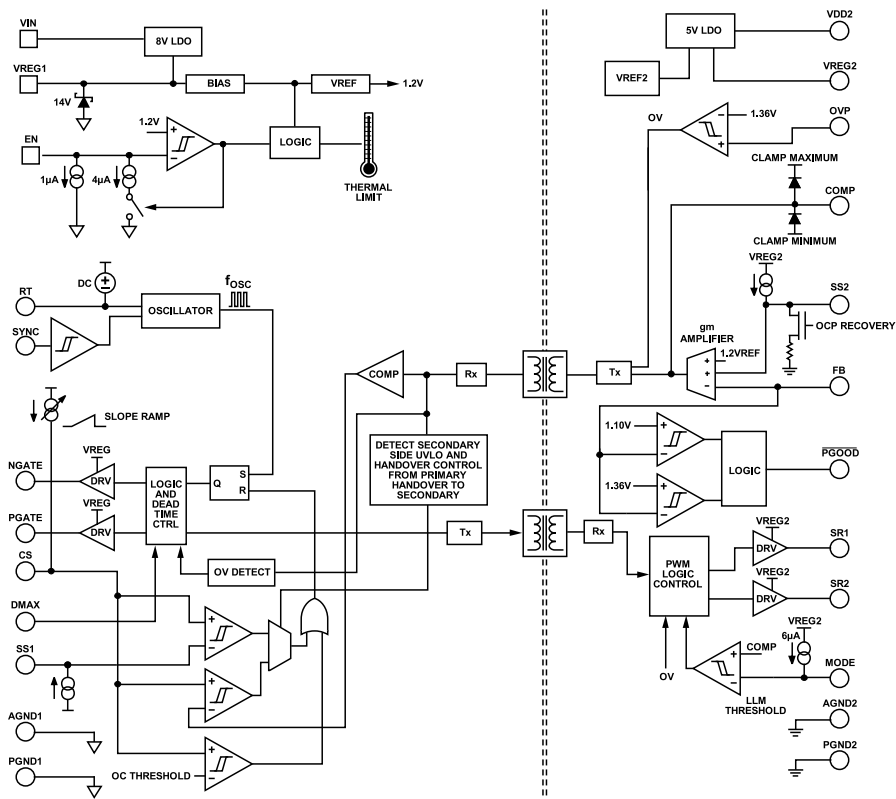 VIN
8V LDO
VREG1
BIAS
VREF
1.2V
14V
1.2V
+
−
EN
LOGIC
1µA
4µA
THERMAL
LIMIT
DC
fOSC
RT
OSCILLATOR
SYNC
SLOPE RAMP
VREG
NGATE
DRV
LOGIC
AND
DEAD
TIME
CTRL
Q
S
R
VREG
PGATE
DRV
CS
OV DETECT
DMAX
+
−
SS1
+
−
AGND1
PGND1
+
−
OC THRESHOLD
COMP
Rx
DETECT SECONDARY
SIDE UVLO AND
HANDOVER CONTROL
FROM PRIMARY
HANDOVER TO
SECONDARY
Tx
5V LDO
VDD2
VREF2
VREG2
OV
−
1.36V
+
OVP
CLAMP MAXIMUM
COMP
CLAMP MINIMUM
VREG2
SS2
OCP RECOVERY
gm
AMPLIFIER
1.2VREF
+
+
−
Tx
FB
1.10V
+
−
LOGIC
PGOOD
1.36V
+
−
Rx
VREG2
DRV
SR1
PWM
LOGIC
CONTROL
VREG2
DRV
SR2
VREG2
6µA
COMP
+
−
MODE
OV
LLM
THRESHOLD
AGND2
PGND2